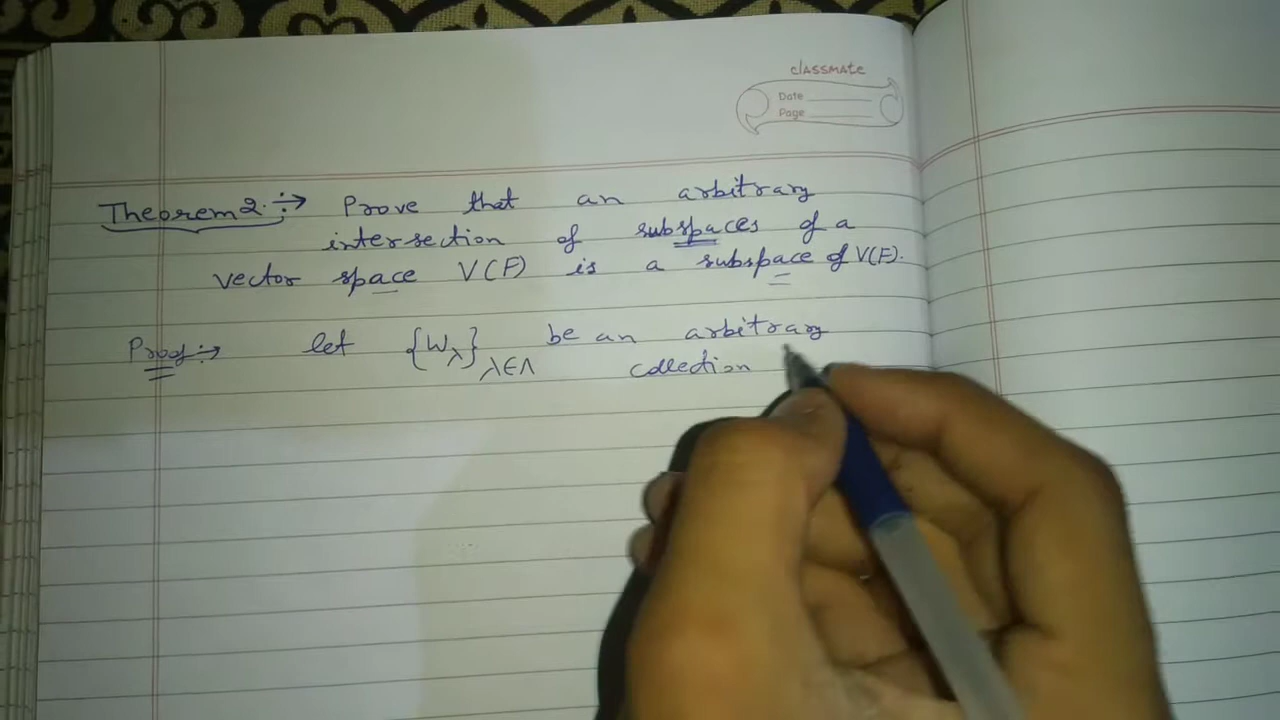 classmate
Date
Page
Theorem 2 :→ Prove that an arbitrary
intersection of subspaces of a
vector space V(F) is a subspace of V(F).
Proof :→ let {Wλ}λ∈Λ be an arbitrary
collection